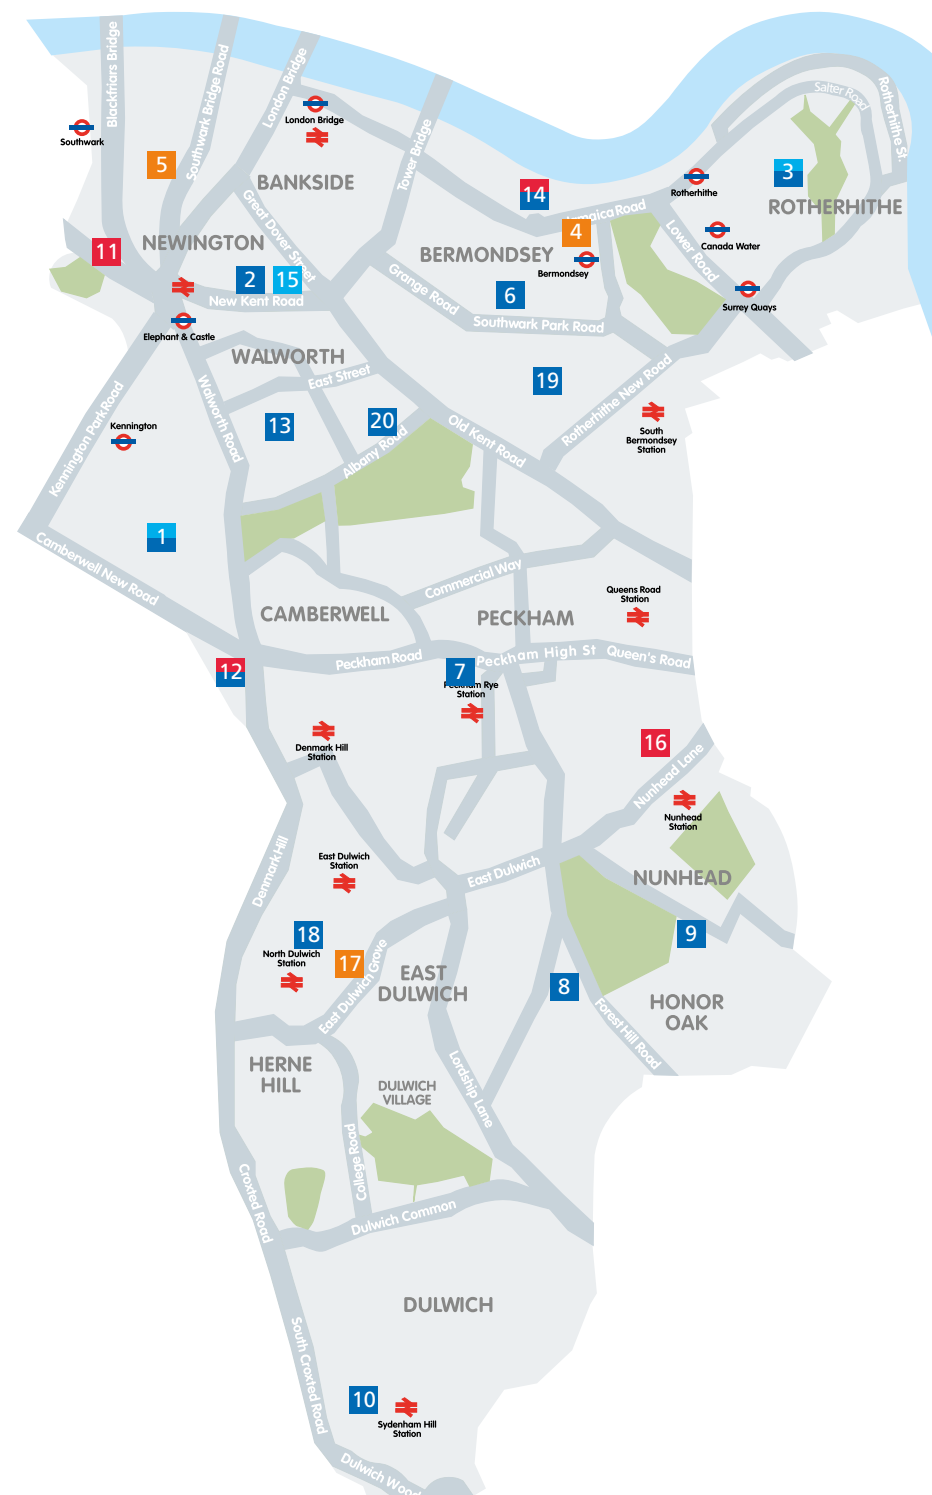 Blackfriars Bridge
Southwark Bridge Road
London Bridge
Tower Bridge
Salter Road
Rotherhithe St.
London Bridge
Southwark
5
BANKSIDE
14
Rotherhithe
3
ROTHERHITHE
Great Dover Street
Jamaica Road
4
Lower Road
Canada Water
NEWINGTON
11
BERMONDSEY
Bermondsey
2
15
New Kent Road
Grange Road
6
Southwark Park Road
Surrey Quays
Elephant & Castle
WALWORTH
East Street
19
Rotherhithe New Road
Kennington Park Road
Walworth Road
Kennington
13
20
Albany Road
Old Kent Road
South
Bermondsey
Station
1
Camberwell New Road
Commercial Way
CAMBERWELL
PECKHAM
Queens Road
Station
12
Peckham Road
7
Peckham High St
Queen's Road
Peckham Rye
Station
Denmark Hill
Station
16
Nunhead Lane
Nunhead
Station
Denmark Hill
East Dulwich
Station
East Dulwich
NUNHEAD
18
North Dulwich
Station
17
East Dulwich Grove
EAST
DULWICH
9
8
HONOR
OAK
Forest Hill Road
HERNE
HILL
Lordship Lane
DULWICH
VILLAGE
College Road
Croxted Road
Dulwich Common
DULWICH
South Croxted Road
10
Sydenham Hill
Station
Dulwich Wood